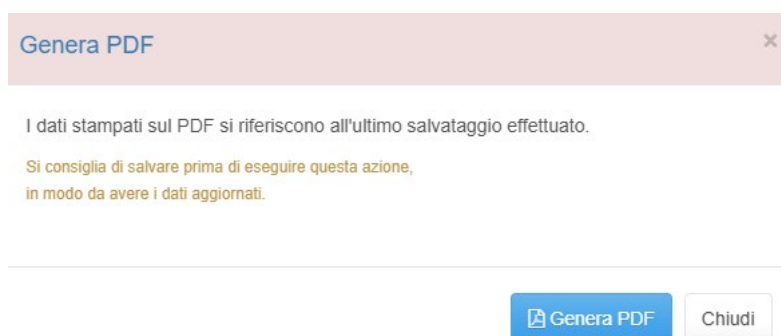 Genera PDF
×
I dati stampati sul PDF si riferiscono all'ultimo salvataggio effettuato.
Si consiglia di salvare prima di eseguire questa azione,
in modo da avere i dati aggiornati.
Genera PDF
Chiudi